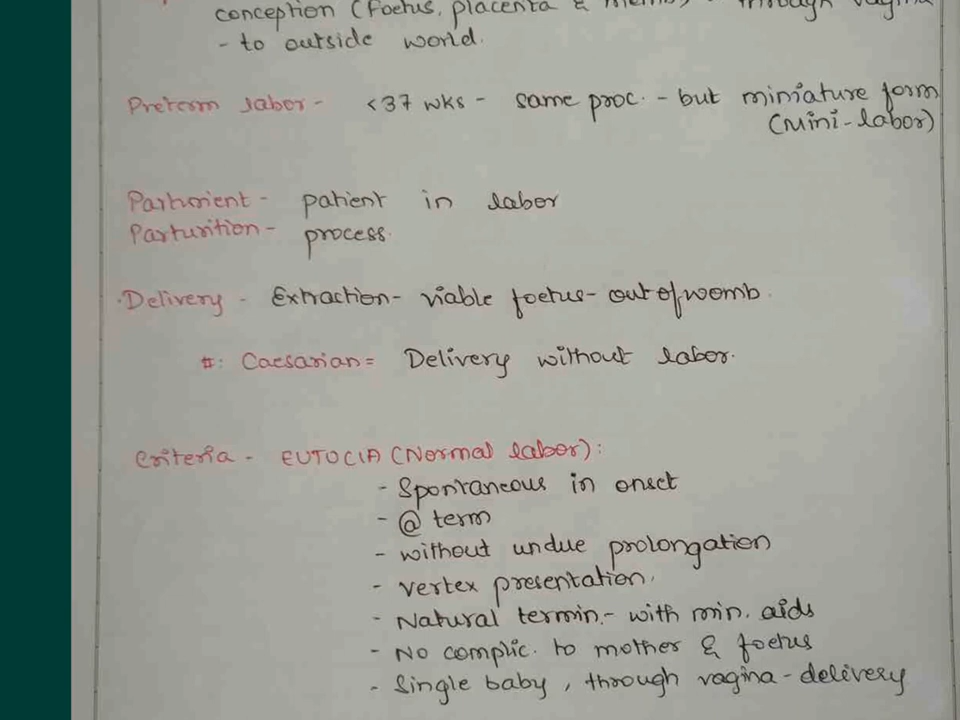 conception (Foetus, placenta & memb) - through vagina
- to outside world.
Preterm labor - <37 wks - same proc. - but miniature form
(Mini-labor)
Parturient - patient in labor
Parturition - process.
Delivery - Extraction - viable foetus - out of womb.
#: Caesarian = Delivery without labor.
Criteria - EUTOCIA (Normal labor):
- Spontaneous in onset
- @ term
- without undue prolongation
- vertex presentation.
- Natural termin. - with min. aids
- No complic. to mother & foetus
- Single baby, through vagina - delivery